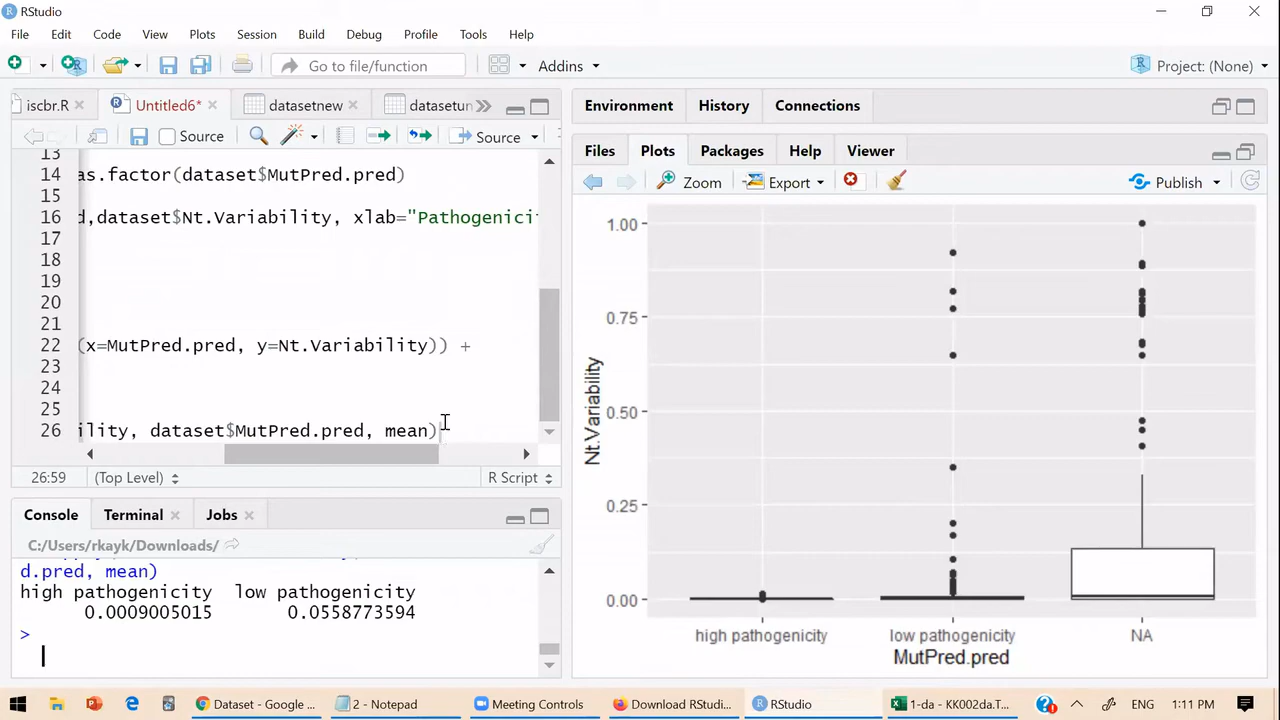 RStudio
File Edit Code View Plots Session Build Debug Profile Tools Help
Go to file/function Addins Project: (None)
iscbr.R Untitled6* datasetnew datasetun
Source Source
13
14 as.factor(dataset$MutPred.pred)
15
16 d,dataset$Nt.Variability, xlab="Pathogenici
17
18
19
20
21
22 (x=MutPred.pred, y=Nt.Variability)) +
23
24
25
26 ility, dataset$MutPred.pred, mean)
26:59 (Top Level) R Script
Console Terminal Jobs
C:/Users/rkayk/Downloads/
d.pred, mean)
high pathogenicity low pathogenicity
0.0009005015 0.0558773594
>
Environment History Connections
Files Plots Packages Help Viewer
Zoom Export Publish
1.00
0.75
0.50
0.25
0.00
Nt.Variability
high pathogenicity low pathogenicity NA
MutPred.pred
Dataset - Google ... 2 - Notepad Meeting Controls Download RStudi... RStudio 1-da - KK002da.T... ENG 1:11 PM